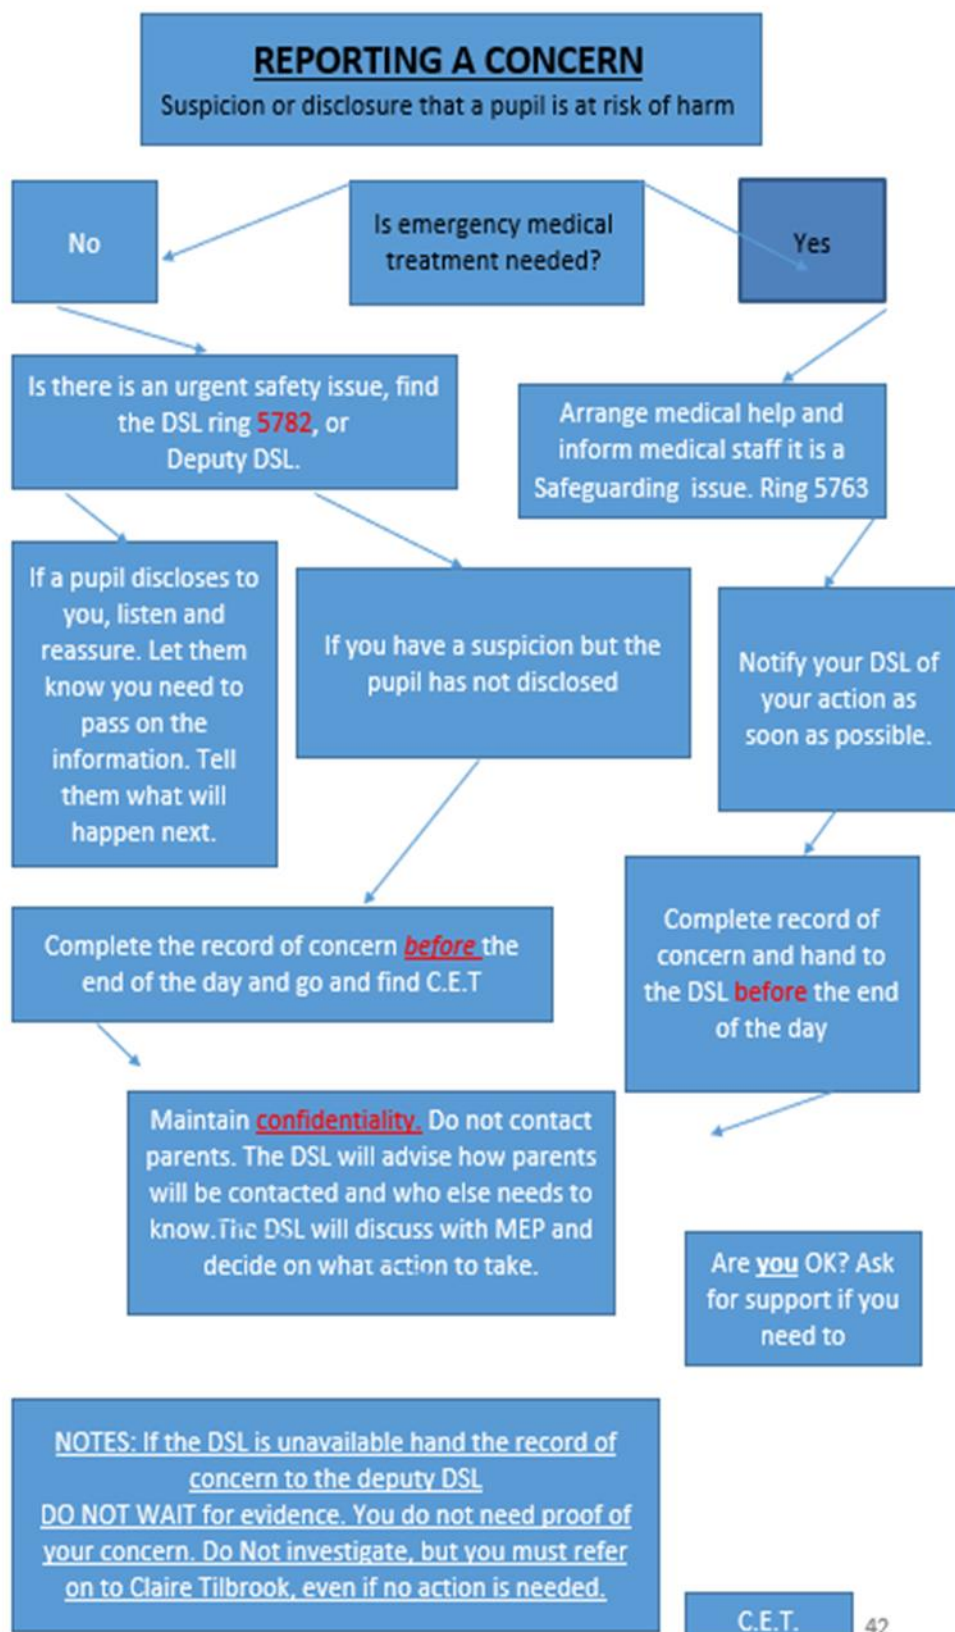 REPORTING A CONCERN
Suspicion or disclosure that a pupil is at risk of harm
No
Is emergency medical
treatment needed?
Yes
Is there is an urgent safety issue, find
the DSL ring 5782, or
Deputy DSL.
Arrange medical help and
inform medical staff it is a
Safeguarding issue. Ring 5763
If a pupil discloses to
you, listen and
reassure. Let them
know you need to
pass on the
information. Tell
them what will
happen next.
If you have a suspicion but the
pupil has not disclosed
Notify your DSL of
your action as
soon as possible.
Complete the record of concern before the
end of the day and go and find C.E.T
Complete record of
concern and hand to
the DSL before the end
of the day
Maintain confidentiality. Do not contact
parents. The DSL will advise how parents
will be contacted and who else needs to
know.The DSL will discuss with MEP and
decide on what action to take.
Are you OK? Ask
for support if you
need to
NOTES: If the DSL is unavailable hand the record of
concern to the deputy DSL
DO NOT WAIT for evidence. You do not need proof of
your concern. Do Not investigate, but you must refer
on to Claire Tilbrook, even if no action is needed.
C.E.T.
42